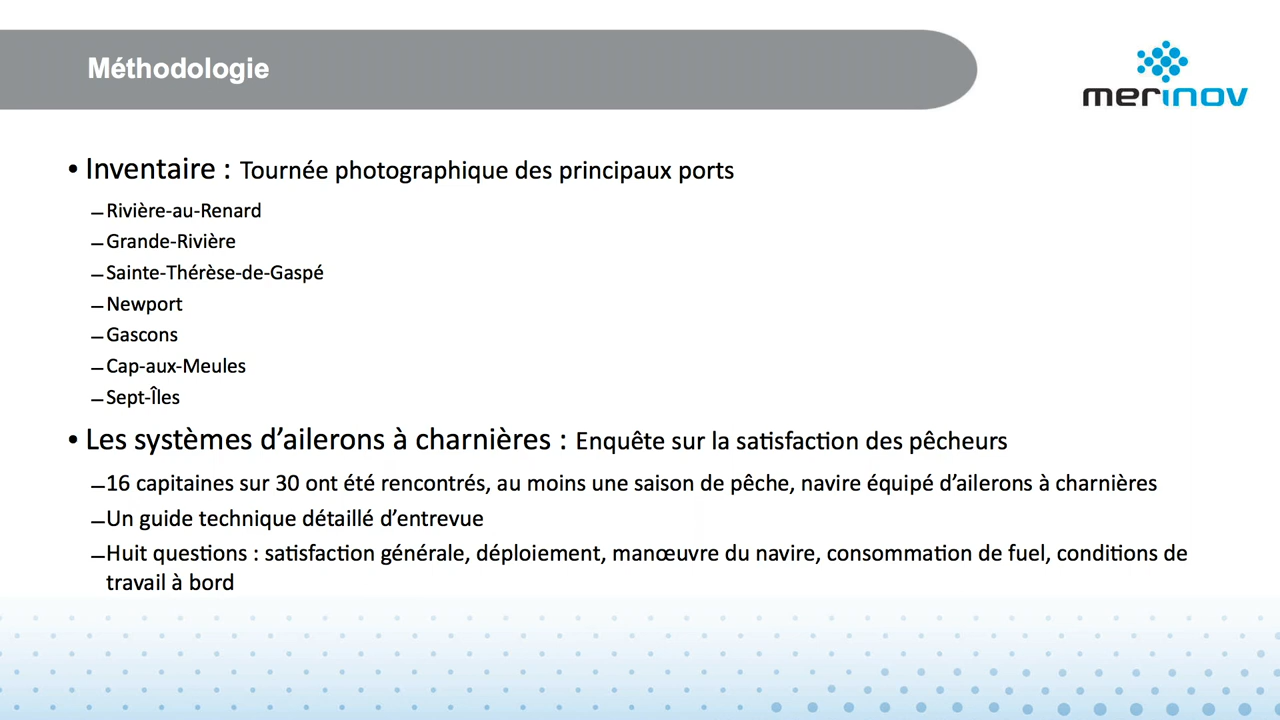 Méthodologie
merinov
• Inventaire : Tournée photographique des principaux ports
– Rivière-au-Renard
– Grande-Rivière
– Sainte-Thérèse-de-Gaspé
– Newport
– Gascons
– Cap-aux-Meules
– Sept-Îles
• Les systèmes d’ailerons à charnières : Enquête sur la satisfaction des pêcheurs
– 16 capitaines sur 30 ont été rencontrés, au moins une saison de pêche, navire équipé d’ailerons à charnières
– Un guide technique détaillé d’entrevue
– Huit questions : satisfaction générale, déploiement, manœuvre du navire, consommation de fuel, conditions de
travail à bord